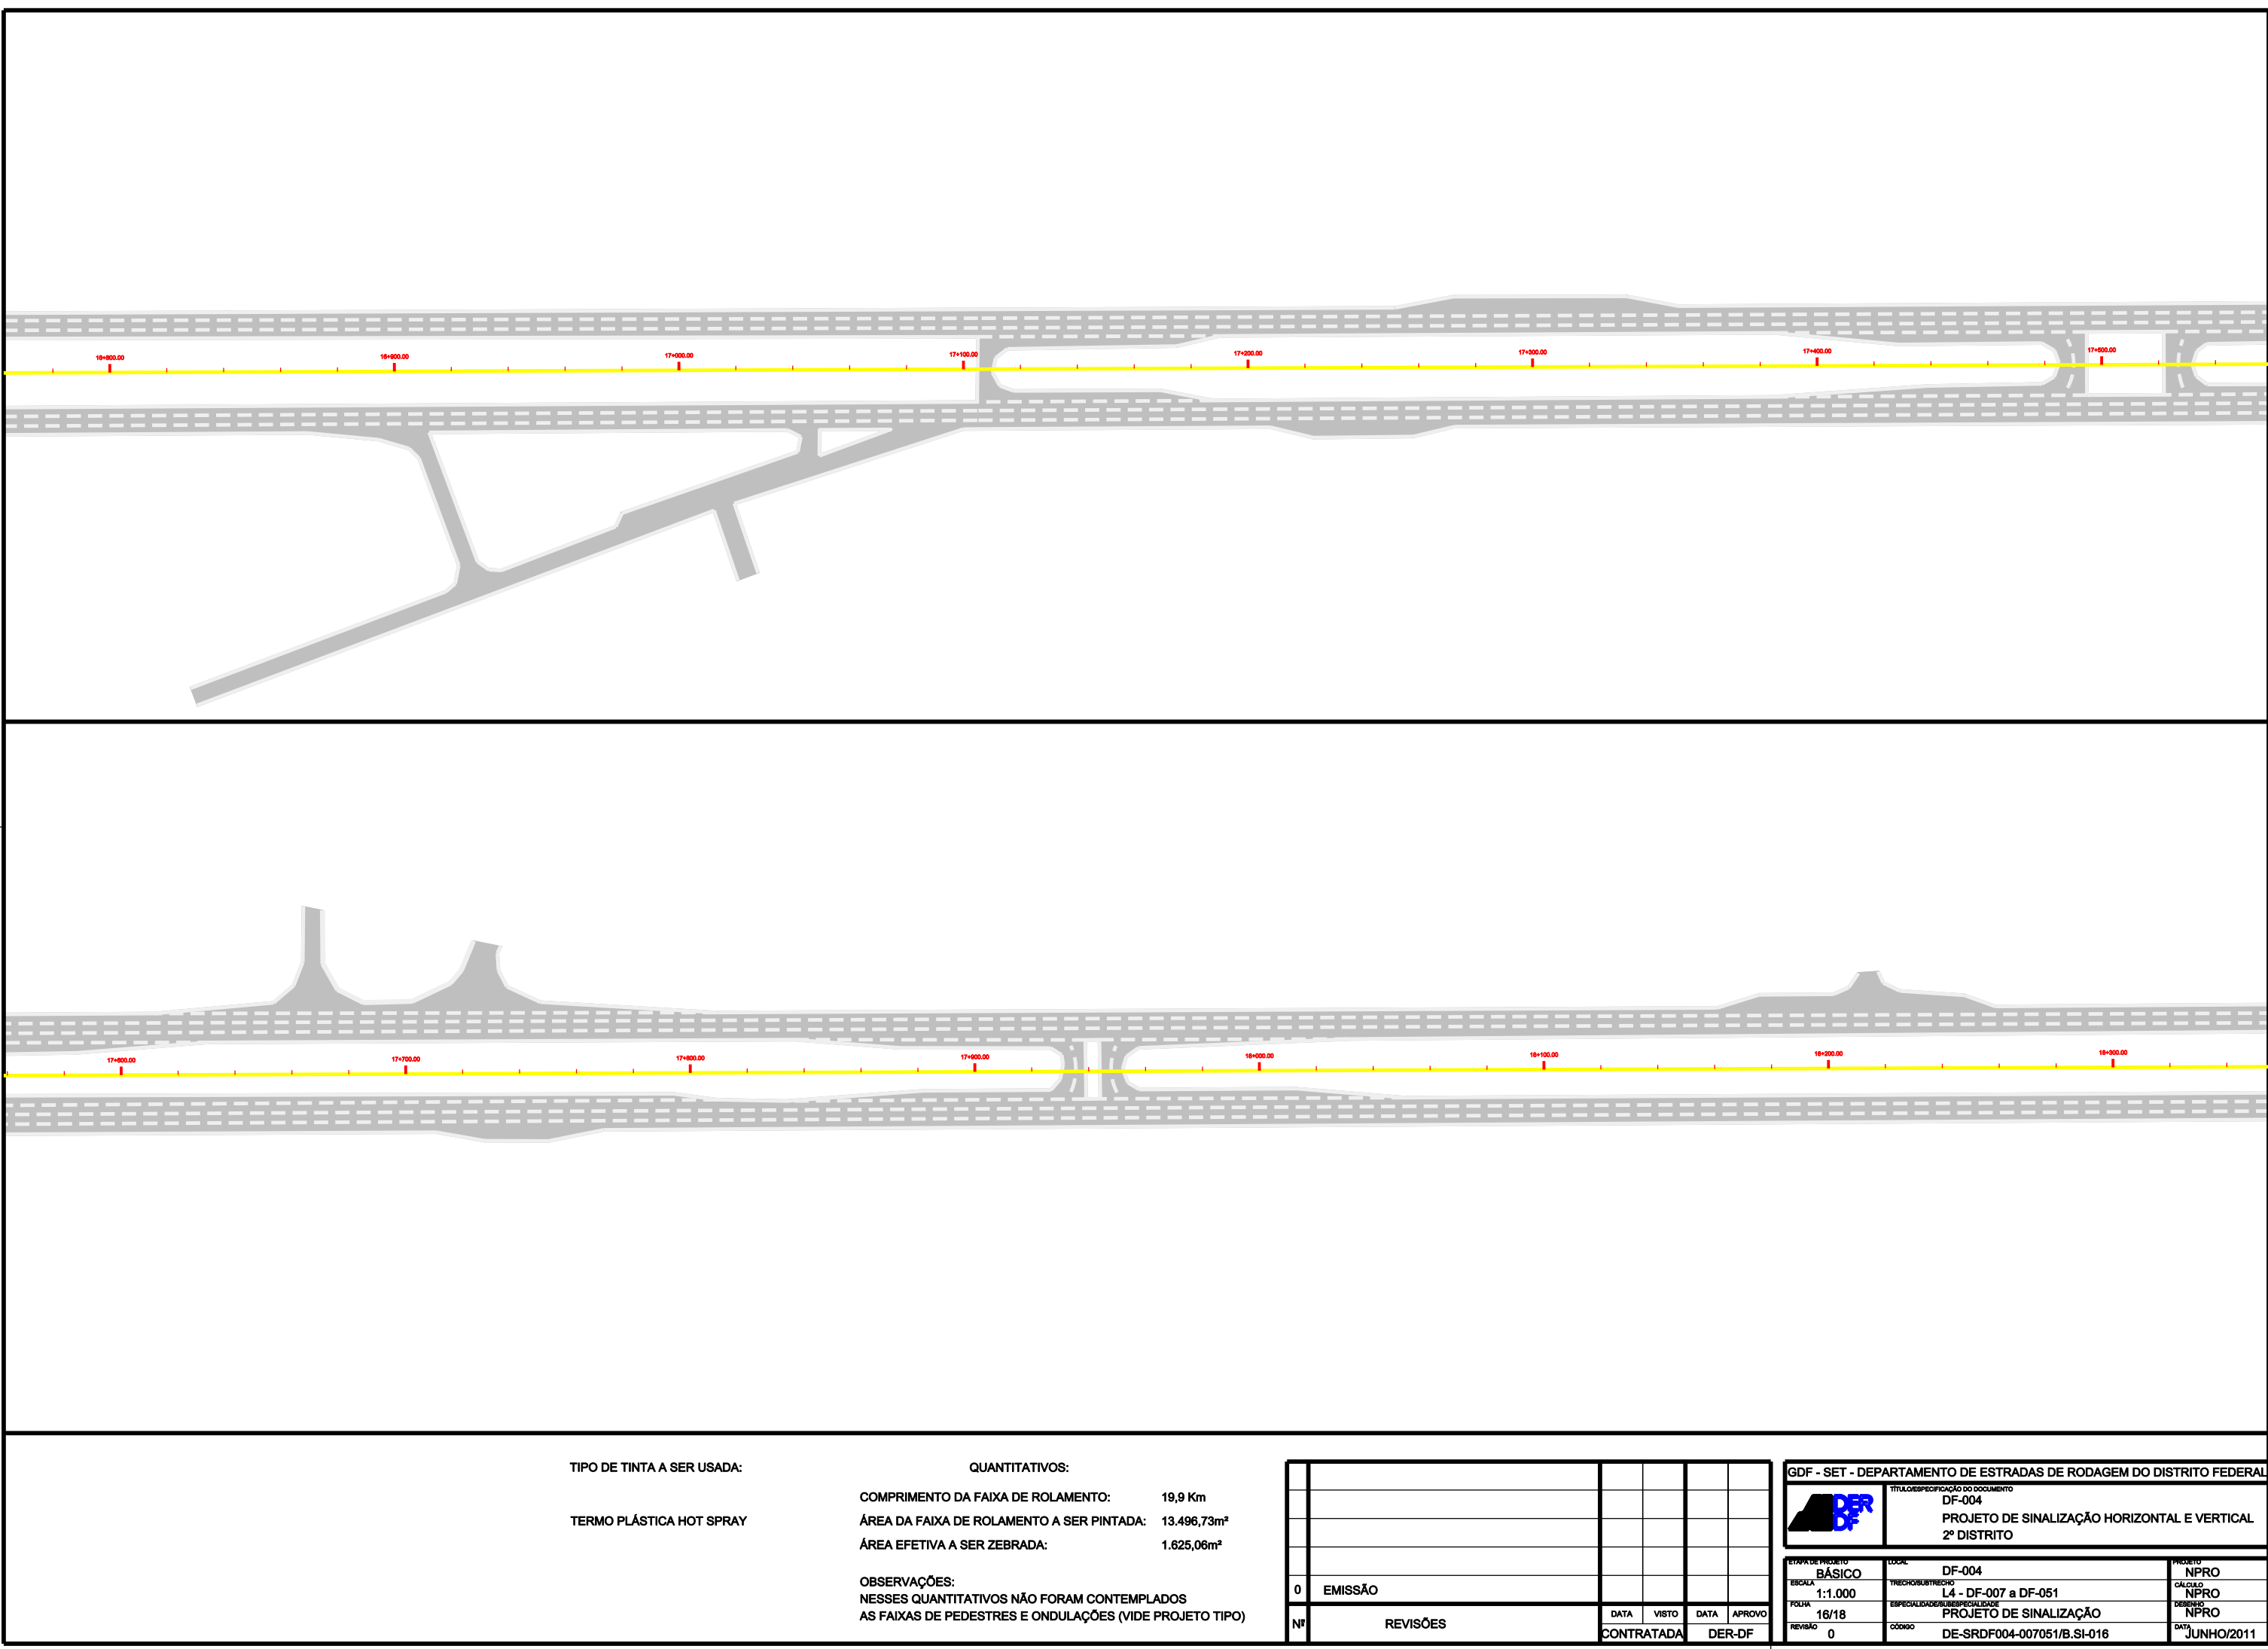 16+800.00
16+900.00
17+000.00
17+100.00
17+200.00
17+300.00
17+400.00
17+500.00
17+600.00
17+700.00
17+800.00
17+900.00
18+000.00
18+100.00
18+200.00
18+300.00
TIPO DE TINTA A SER USADA:
TERMO PLÁSTICA HOT SPRAY
QUANTITATIVOS:
COMPRIMENTO DA FAIXA DE ROLAMENTO: 19,9 Km
ÁREA DA FAIXA DE ROLAMENTO A SER PINTADA: 13.496,73m²
ÁREA EFETIVA A SER ZEBRADA: 1.625,06m²
OBSERVAÇÕES:
NESSES QUANTITATIVOS NÃO FORAM CONTEMPLADOS
AS FAIXAS DE PEDESTRES E ONDULAÇÕES (VIDE PROJETO TIPO)
0 EMISSÃO
Nº REVISÕES DATA VISTO DATA APROVO
CONTRATADA DER-DF
GDF - SET - DEPARTAMENTO DE ESTRADAS DE RODAGEM DO DISTRITO FEDERAL
DER
DF
TÍTULO/ESPECIFICAÇÃO DO DOCUMENTO
DF-004
PROJETO DE SINALIZAÇÃO HORIZONTAL E VERTICAL
2º DISTRITO
ETAPA DE PROJETO
BÁSICO
LOCAL
DF-004
PROJETO
NPRO
ESCALA
1:1.000
TRECHO/SUBTRECHO
L4 - DF-007 a DF-051
CÁLCULO
NPRO
FOLHA
16/18
ESPECIALIDADE/SUBESPECIALIDADE
PROJETO DE SINALIZAÇÃO
DESENHO
NPRO
REVISÃO
0
CÓDIGO
DE-SRDF004-007051/B.SI-016
DATA
JUNHO/2011